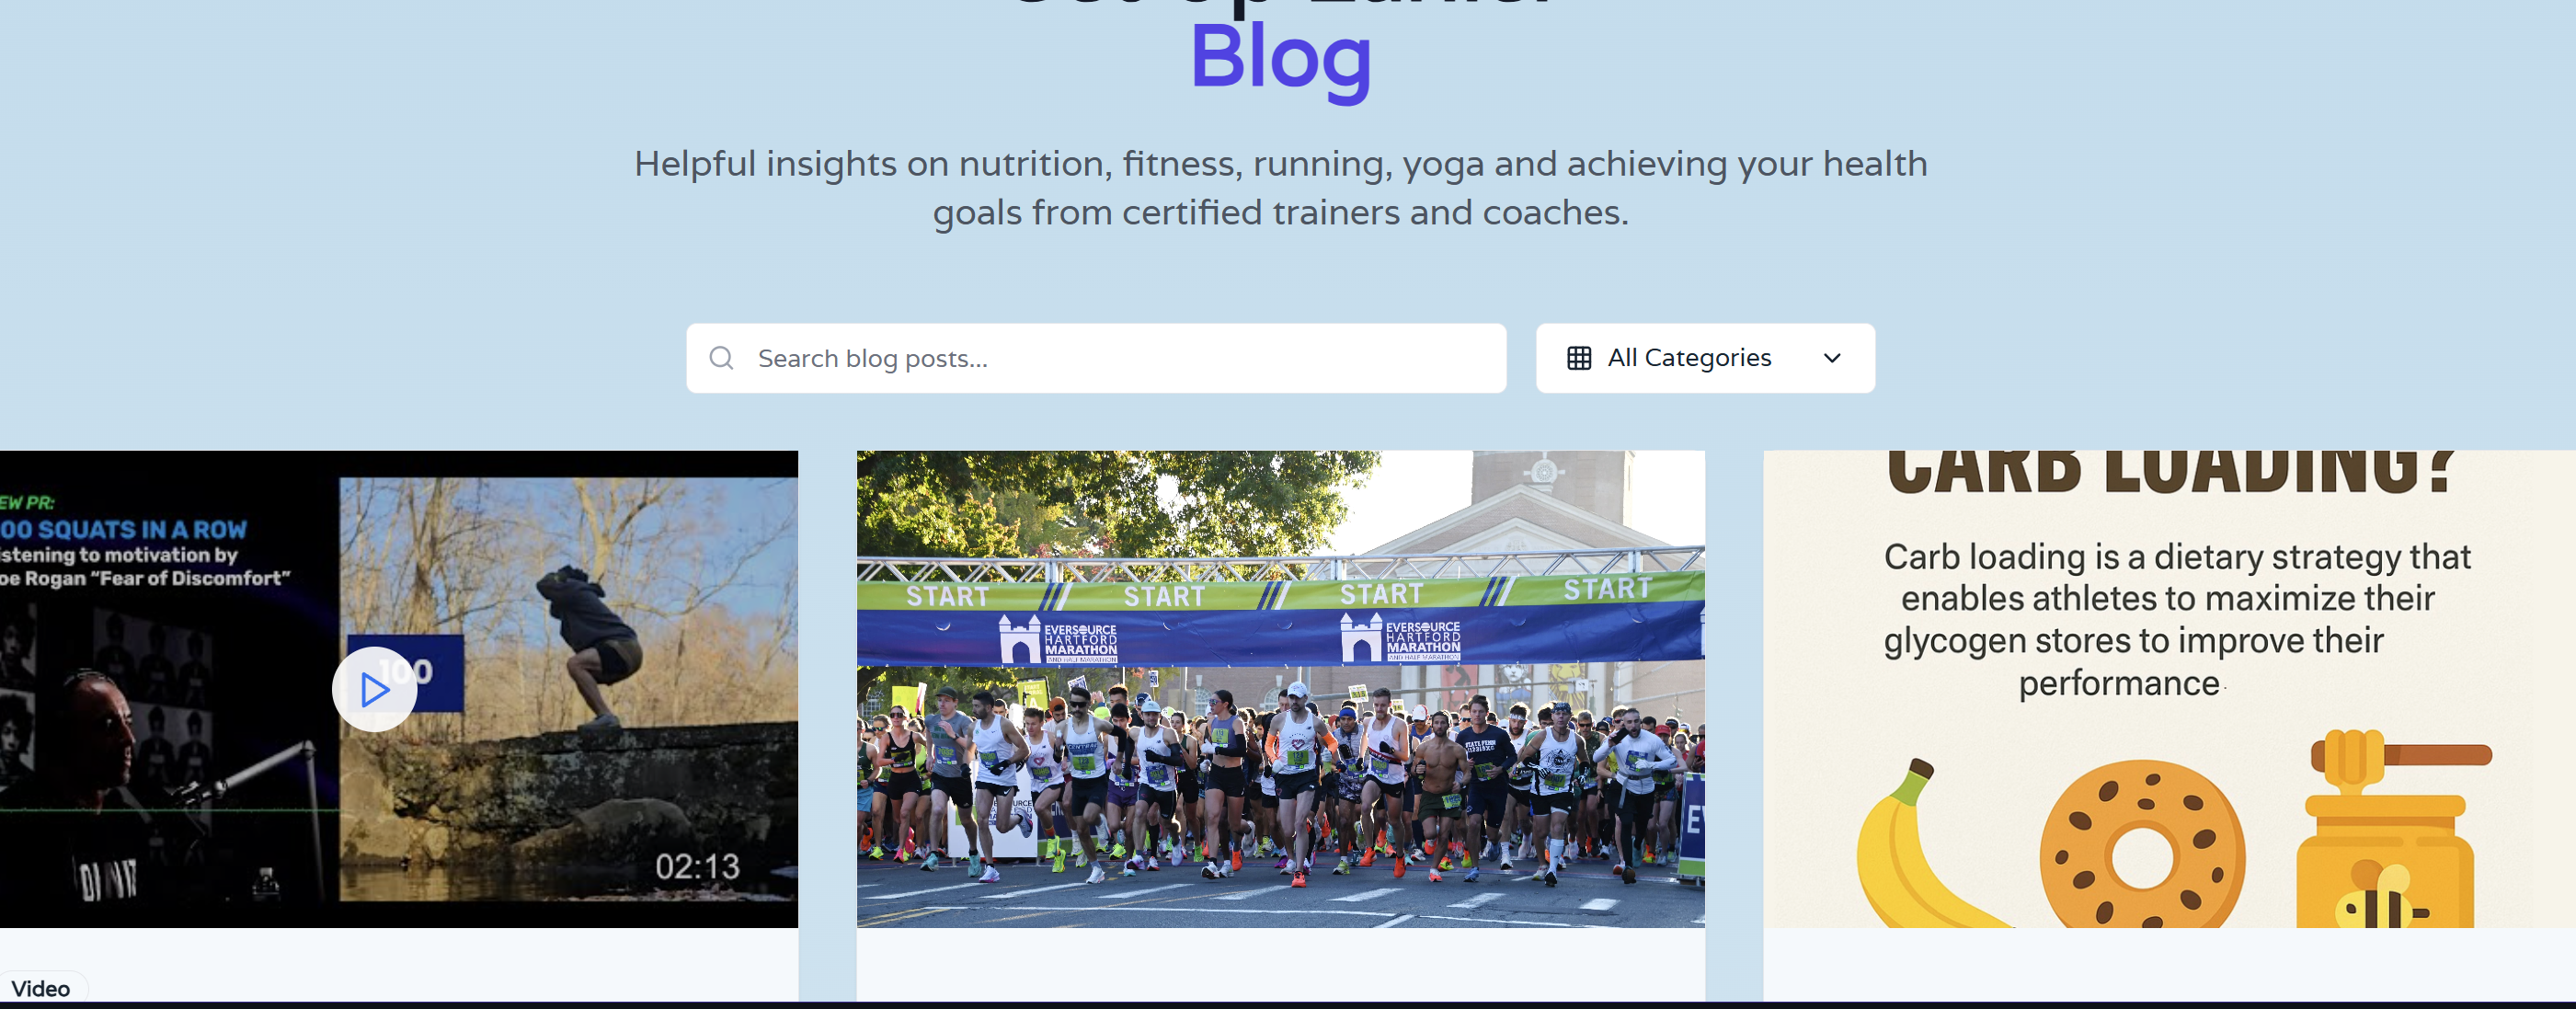 Get Up Earlier
Blog
Helpful insights on nutrition, fitness, running, yoga and achieving your health
goals from certified trainers and coaches.
Search blog posts...
All Categories
EW PR:
00 SQUATS IN A ROW
istening to motivation by
oe Rogan “Fear of Discomfort”
100
02:13
Video
START START START START
EVERSOURCE
HARTFORD
MARATHON
AND HALF MARATHON
EVERSOURCE
HARTFORD
MARATHON
AND HALF MARATHON
CARB LOADING?
Carb loading is a dietary strategy that
enables athletes to maximize their
glycogen stores to improve their
performance.